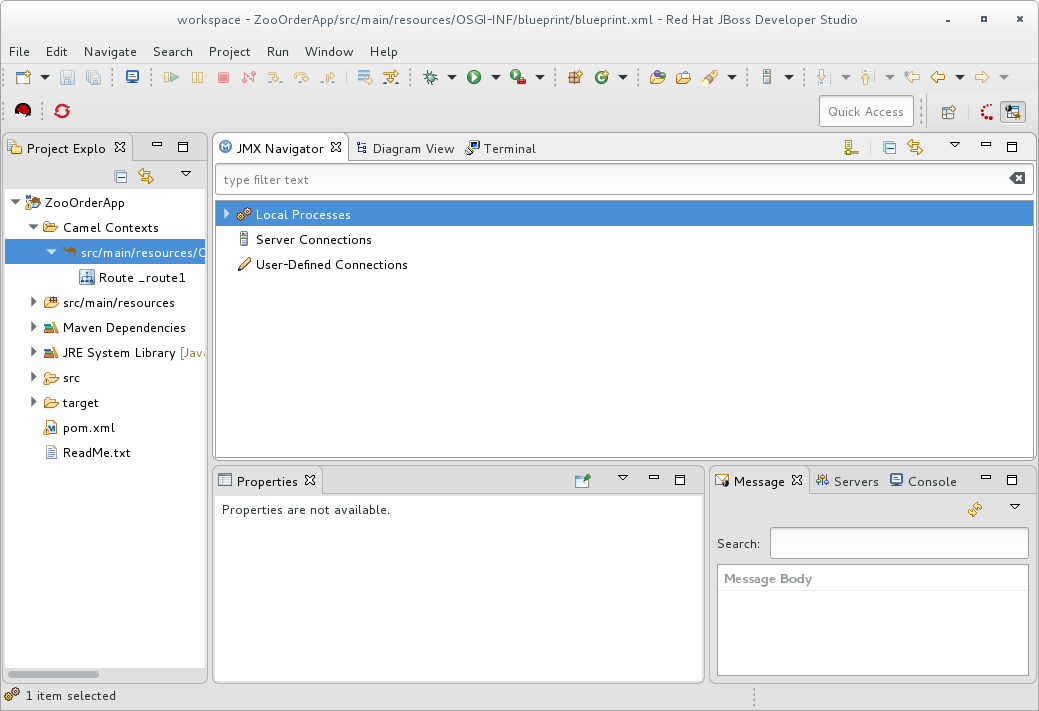 workspace - ZooOrderApp/src/main/resources/OSGI-INF/blueprint/blueprint.xml - Red Hat JBoss Developer Studio
File Edit Navigate Search Project Run Window Help
Quick Access
Project Explo
JMX Navigator
Diagram View
Terminal
type filter text
ZooOrderApp
Camel Contexts
src/main/resources/O
Route _route1
src/main/resources
Maven Dependencies
JRE System Library [Java
src
target
pom.xml
ReadMe.txt
Local Processes
Server Connections
User-Defined Connections
Properties
Properties are not available.
Message
Servers
Console
Search:
Message Body
1 item selected